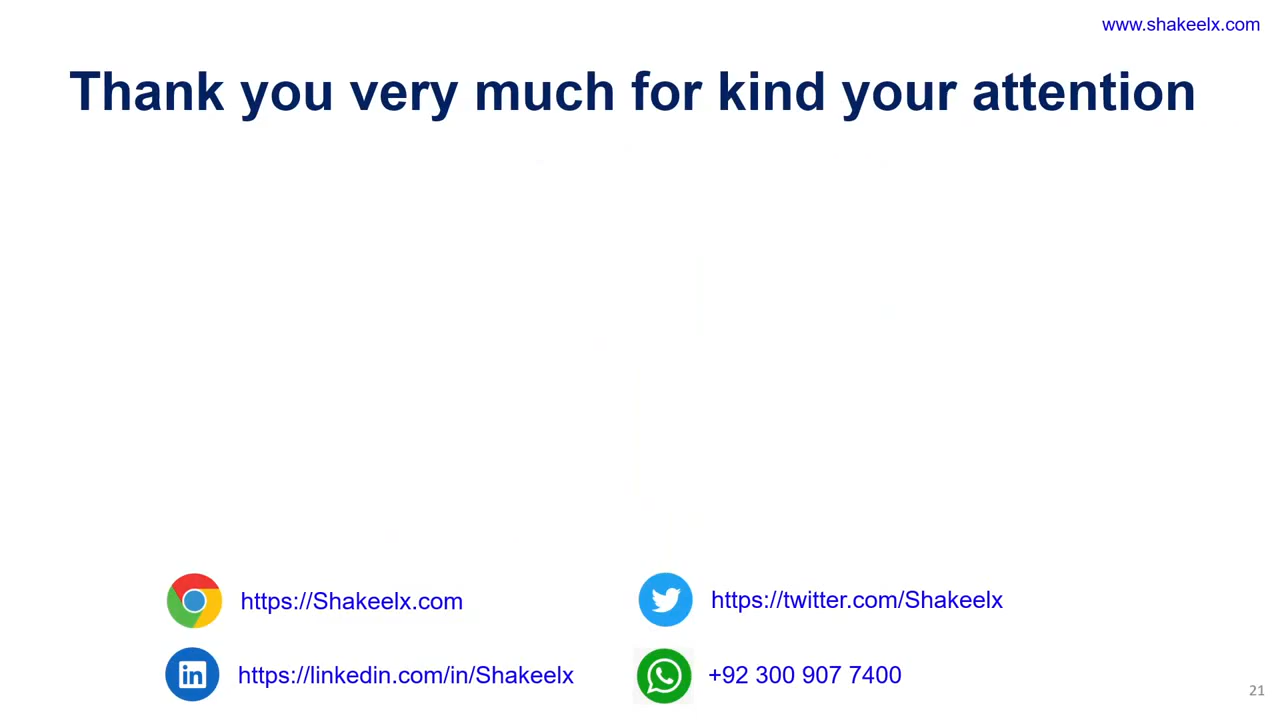 www.shakeelx.com
Thank you very much for kind your attention
https://Shakeelx.com
https://twitter.com/Shakeelx
https://linkedin.com/in/Shakeelx
+92 300 907 7400
21